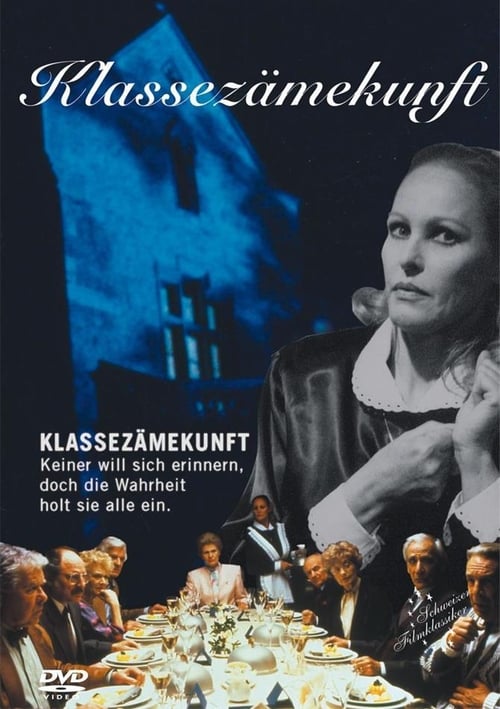 Klassezämekunft
KLASSEZÄMEKUNFT
Keiner will sich erinnern,
doch die Wahrheit
holt sie alle ein.
Schweizer
Filmklassiker
DVD
VIDEO